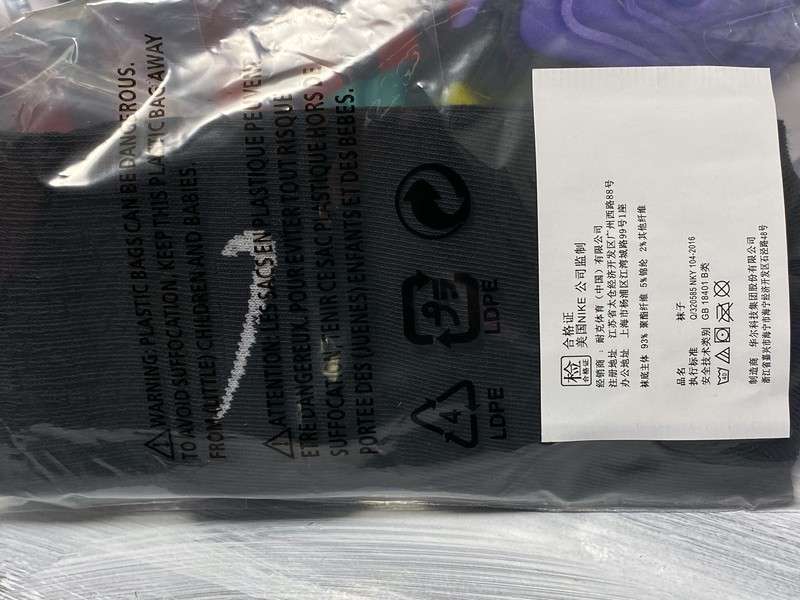 ⚠WARNING: PLASTIC BAGS CAN BE DANGEROUS.
TO AVOID SUFFOCATION, KEEP THIS PLASTIC BAG AWAY
FROM (LITTLE) CHILDREN AND BABIES.
⚠ATTENTION: LES SACS EN PLASTIQUE PEUVENT
ETRE DANGEREUX. POUR EVITER TOUT RISQUE
SUFFOCATION, TENIR CE SAC PLASTIQUE HORS DE
PORTEE DES ET DES BEBES.
4
LDPE
LDPE
检 合格证
合格证 美国NIKE 公司监制
经销商：耐克体育（中国）有限公司
注册地址 江苏省太仓经济开发区广州西路88号
办公地址 上海市杨浦区江湾城路99号1座
袜底主体 93% 聚酯纤维 5%锦纶 2%其他纤维
品名 袜子
执行标准 Q/320585 NKY 104-2016
安全技术类别 GB 18401 B类
制造商 华尔科技集团股份有限公司
浙江省嘉兴市海宁市海宁经济开发区石泾路48号